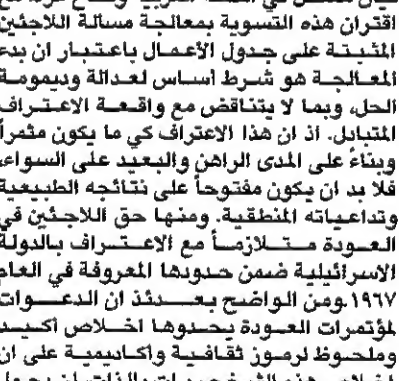 اقتران هذه التسوية بمعالجة مسألة اللاجئين
المثبتة على جدول الأعمال باعتبار ان بدء
المعالجة هو شرط أساس لعدالة وديمومة
الحل، وبما لا يتناقض مع واقعة الاعتراف
المتبادل. اذ ان هذا الاعتراف كي ما يكون مثمراً
وبناءً على المدى الراهن والبعيد على السواء،
فلا بد ان يكون مفتوحاً على نتائجه الطبيعية
وتداعياته المنطقية. ومنها حق اللاجئين في
العودة متلازماً مع الاعتراف بالدولة
الاسرائيلية ضمن حدودها المعروفة في العام
١٩٦٧. ومن الواضح بعدئذ ان الدعوات
لمؤتمرات العودة يحدوها اخلاص أكيد
وملحوظ لرموز ثقافية وأكاديمية على ان